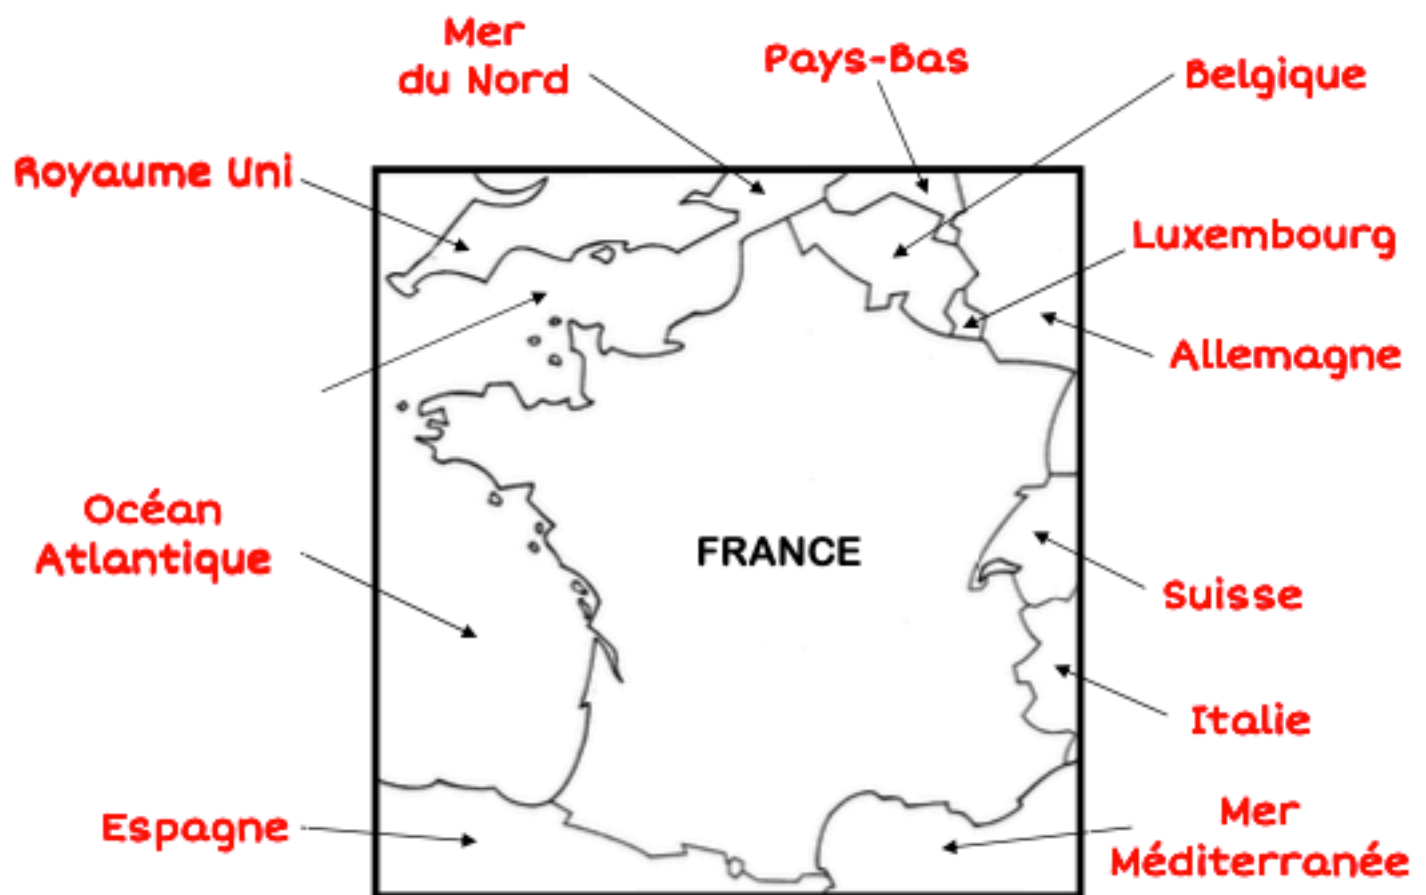 Mer
du Nord
Pays-Bas
Belgique
Royaume Uni
Luxembourg
Allemagne
Océan
Atlantique
FRANCE
Suisse
Italie
Espagne
Mer
Méditerranée